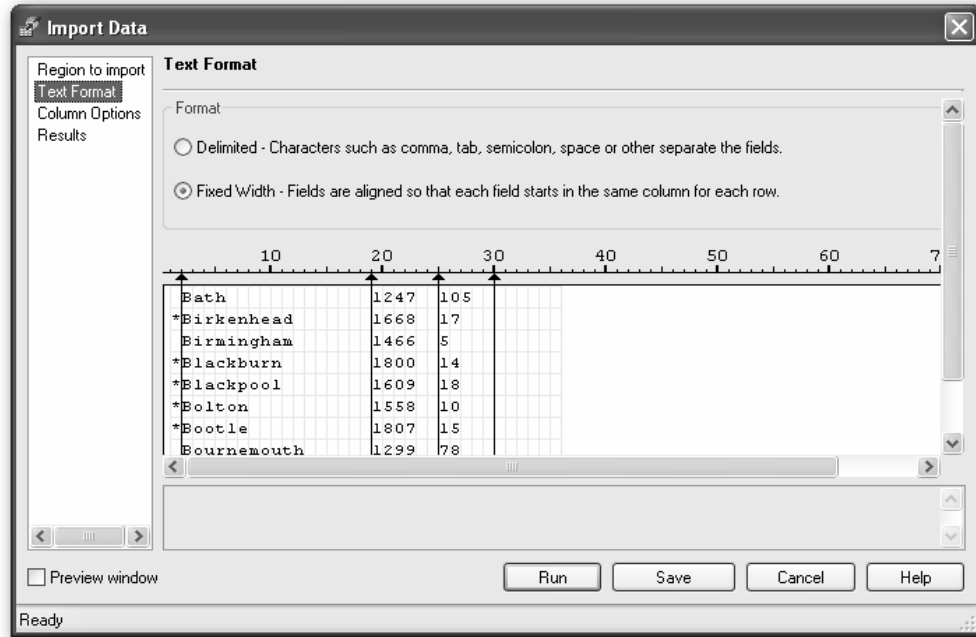 Import Data
Region to import
Text Format
Column Options
Results
Text Format
Format
Delimited - Characters such as comma, tab, semicolon, space or other separate the fields.
Fixed Width - Fields are aligned so that each field starts in the same column for each row.
10 20 30 40 50 60 7
Bath 1247 105
*Birkenhead 1668 17
Birmingham 1466 5
*Blackburn 1800 14
*Blackpool 1609 18
*Bolton 1558 10
*Bootle 1807 15
Bournemouth 1299 78
Preview window
Run Save Cancel Help
Ready